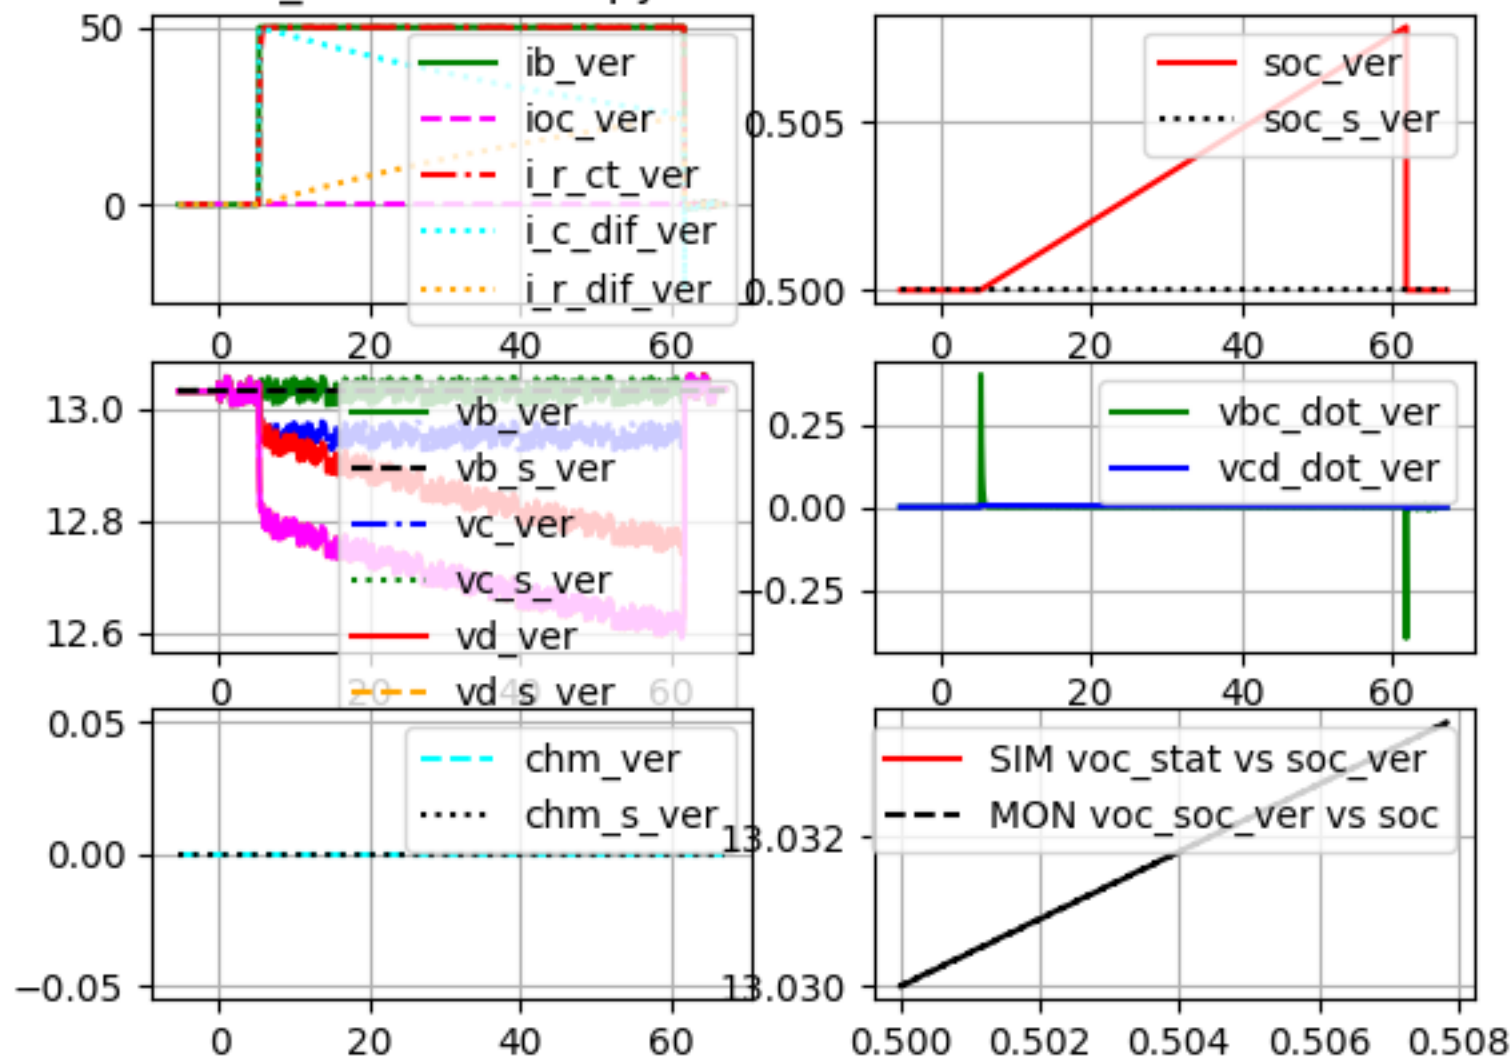 50
0
ib_ver
ioc_ver
i_r_ct_ver
i_c_dif_ver
i_r_dif_ver
0 20 40 60
0.505
0.500
soc_ver
soc_s_ver
0 20 40 60
13.0
12.8
12.6
vb_ver
vb_s_ver
vc_ver
vc_s_ver
vd_ver
vd_s_ver
0 20 40 60
0.25
0.00
−0.25
vbc_dot_ver
vcd_dot_ver
0 20 40 60
0.05
0.00
−0.05
chm_ver
chm_s_ver
0 20 40 60
13.032
13.030
SIM voc_stat vs soc_ver
MON voc_soc_ver vs soc
0.500 0.502 0.504 0.506 0.508